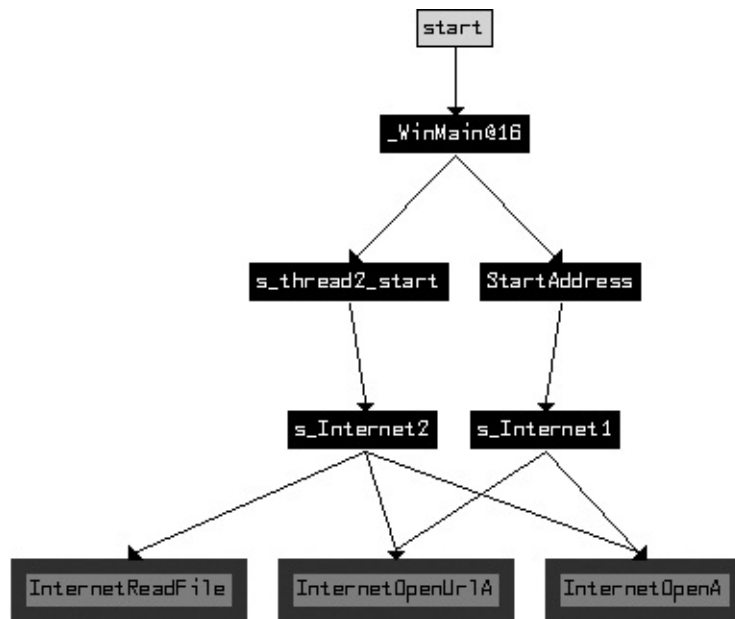 start
_WinMain@16
s_thread2_start StartAddress
s_Internet2 s_Internet1
InternetReadFile InternetOpenUrlA InternetOpenA